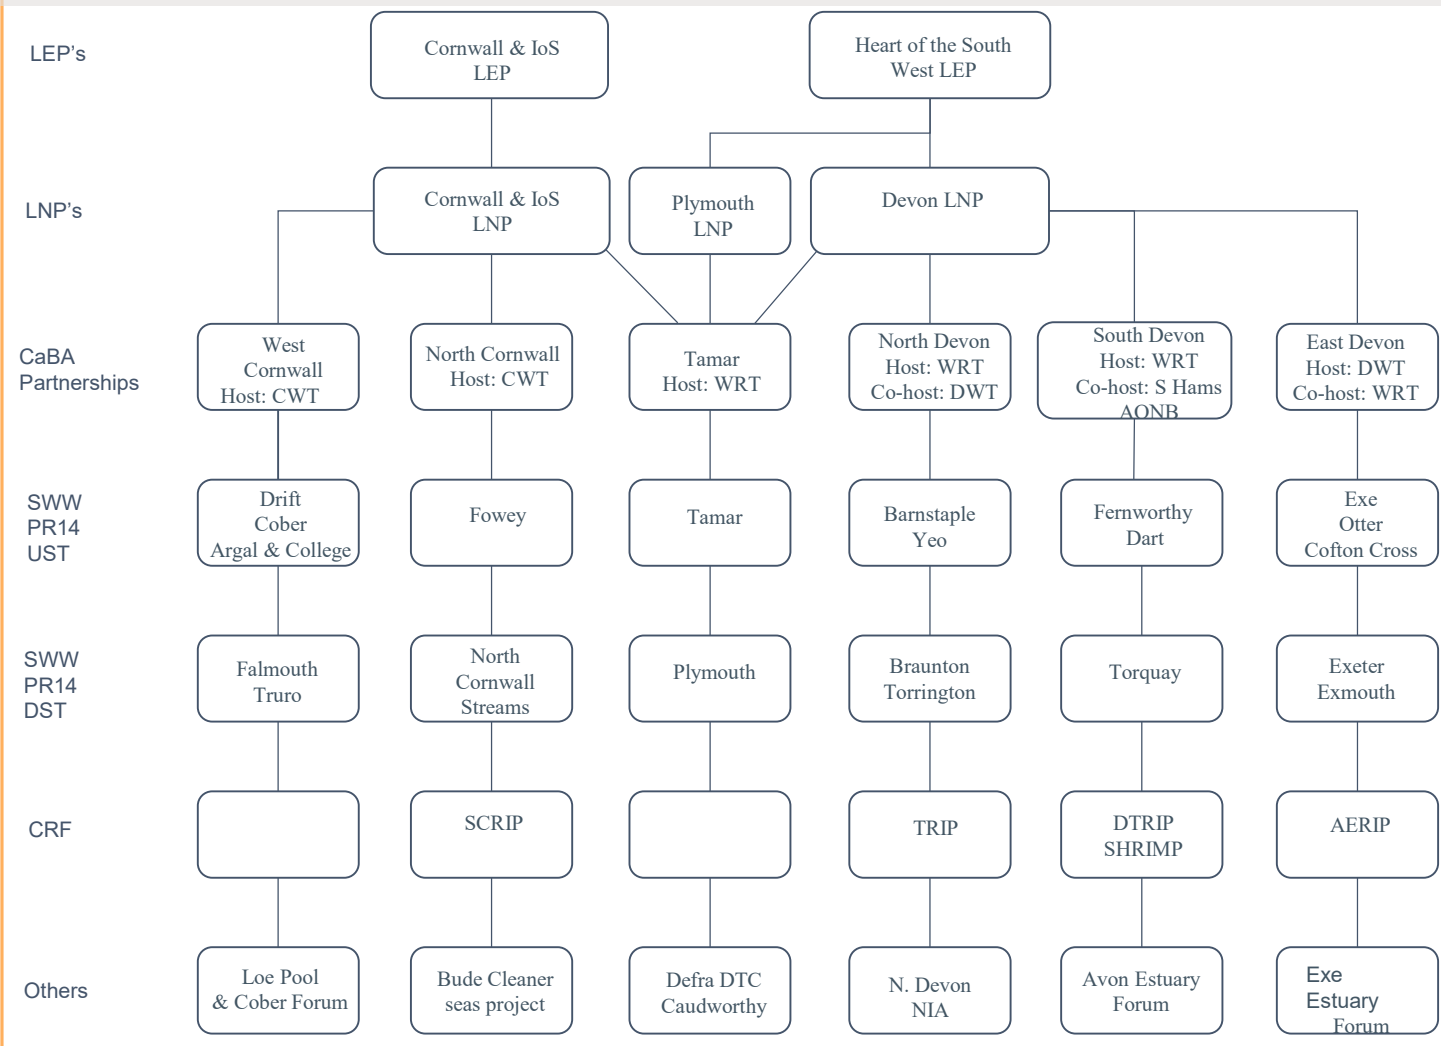 LEP's
Cornwall & IoS
LEP
Heart of the South
West LEP
LNP's
Cornwall & IoS
LNP
Plymouth
LNP
Devon LNP
CaBA
Partnerships
West
Cornwall
Host: CWT
North Cornwall
Host: CWT
Tamar
Host: WRT
North Devon
Host: WRT
Co-host: DWT
South Devon
Host: WRT
Co-host: S Hams
AONB
East Devon
Host: DWT
Co-host: WRT
SWW
PR14
UST
Drift
Cober
Argal & College
Fowey
Tamar
Barnstaple
Yeo
Fernworthy
Dart
Exe
Otter
Cofton Cross
SWW
PR14
DST
Falmouth
Truro
North
Cornwall
Streams
Plymouth
Braunton
Torrington
Torquay
Exeter
Exmouth
CRF
SCRIP
TRIP
DTRIP
SHRIMP
AERIP
Others
Loe Pool
& Cober Forum
Bude Cleaner
seas project
Defra DTC
Caudworthy
N. Devon
NIA
Avon Estuary
Forum
Exe
Estuary
Forum